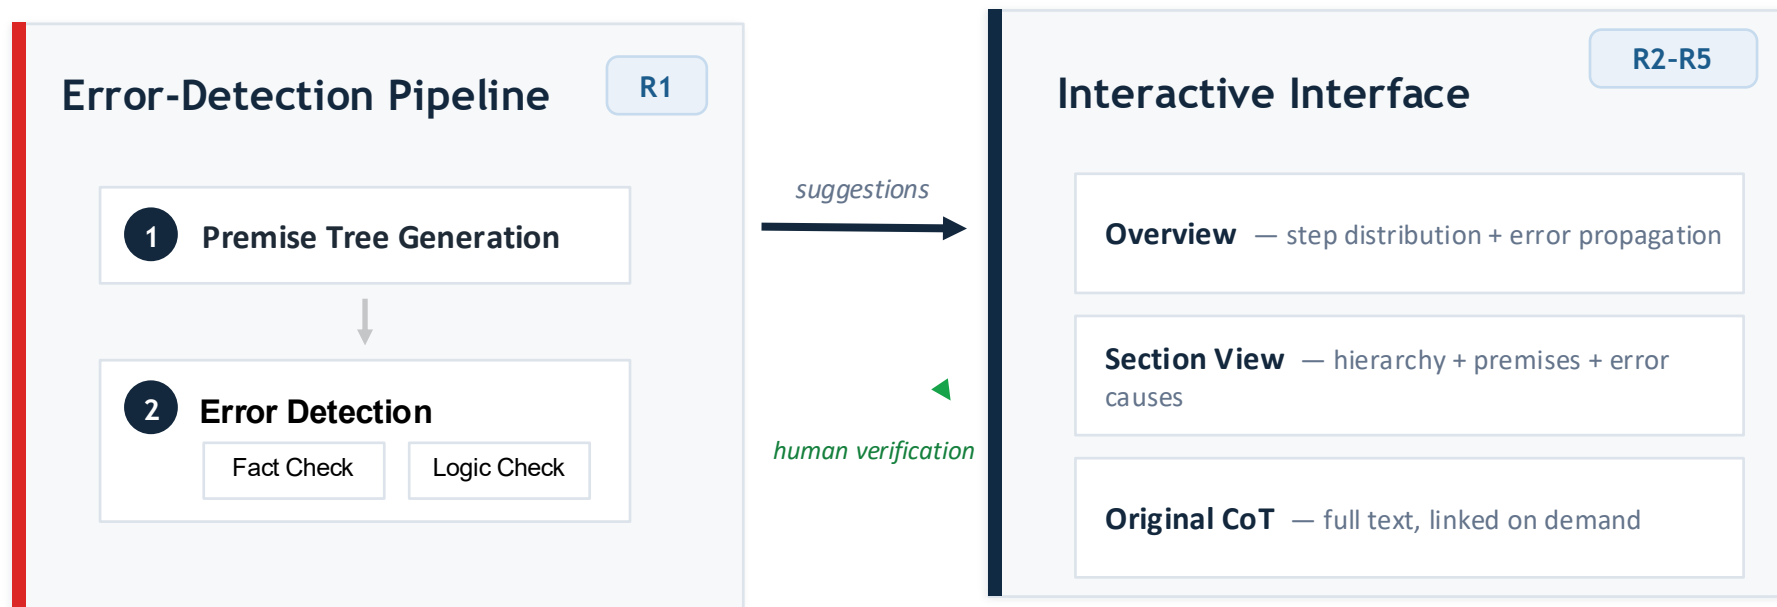 Error-Detection Pipeline
R1
1
Premise Tree Generation
2
Error Detection
Fact Check
Logic Check
suggestions
human verification
Interactive Interface
R2-R5
Overview — step distribution + error propagation
Section View — hierarchy + premises + error
causes
Original CoT — full text, linked on demand